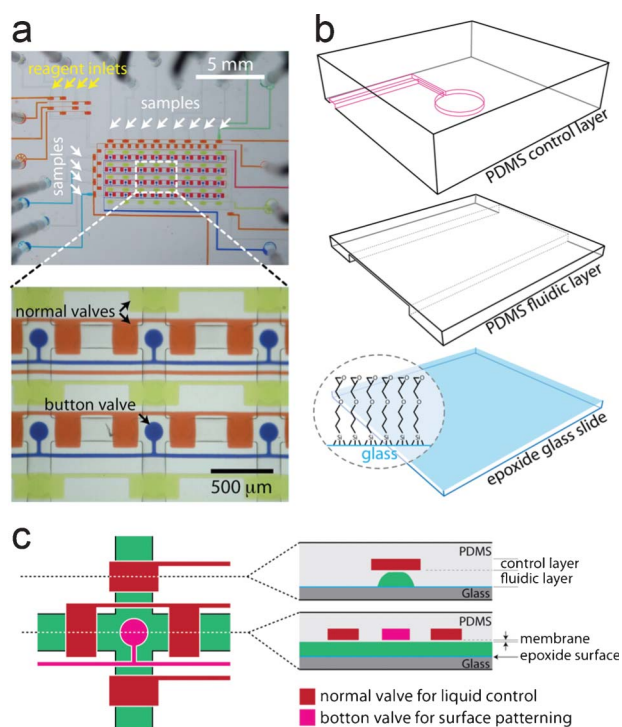 a
reagent inlets
5 mm
samples
samples
normal valves
button valve
500 μm
b
PDMS control layer
PDMS fluidic layer
glass
epoxide glass slide
c
PDMS
control layer
fluidic layer
Glass
PDMS
membrane
epoxide surface
Glass
normal valve for liquid control
botton valve for surface patterning